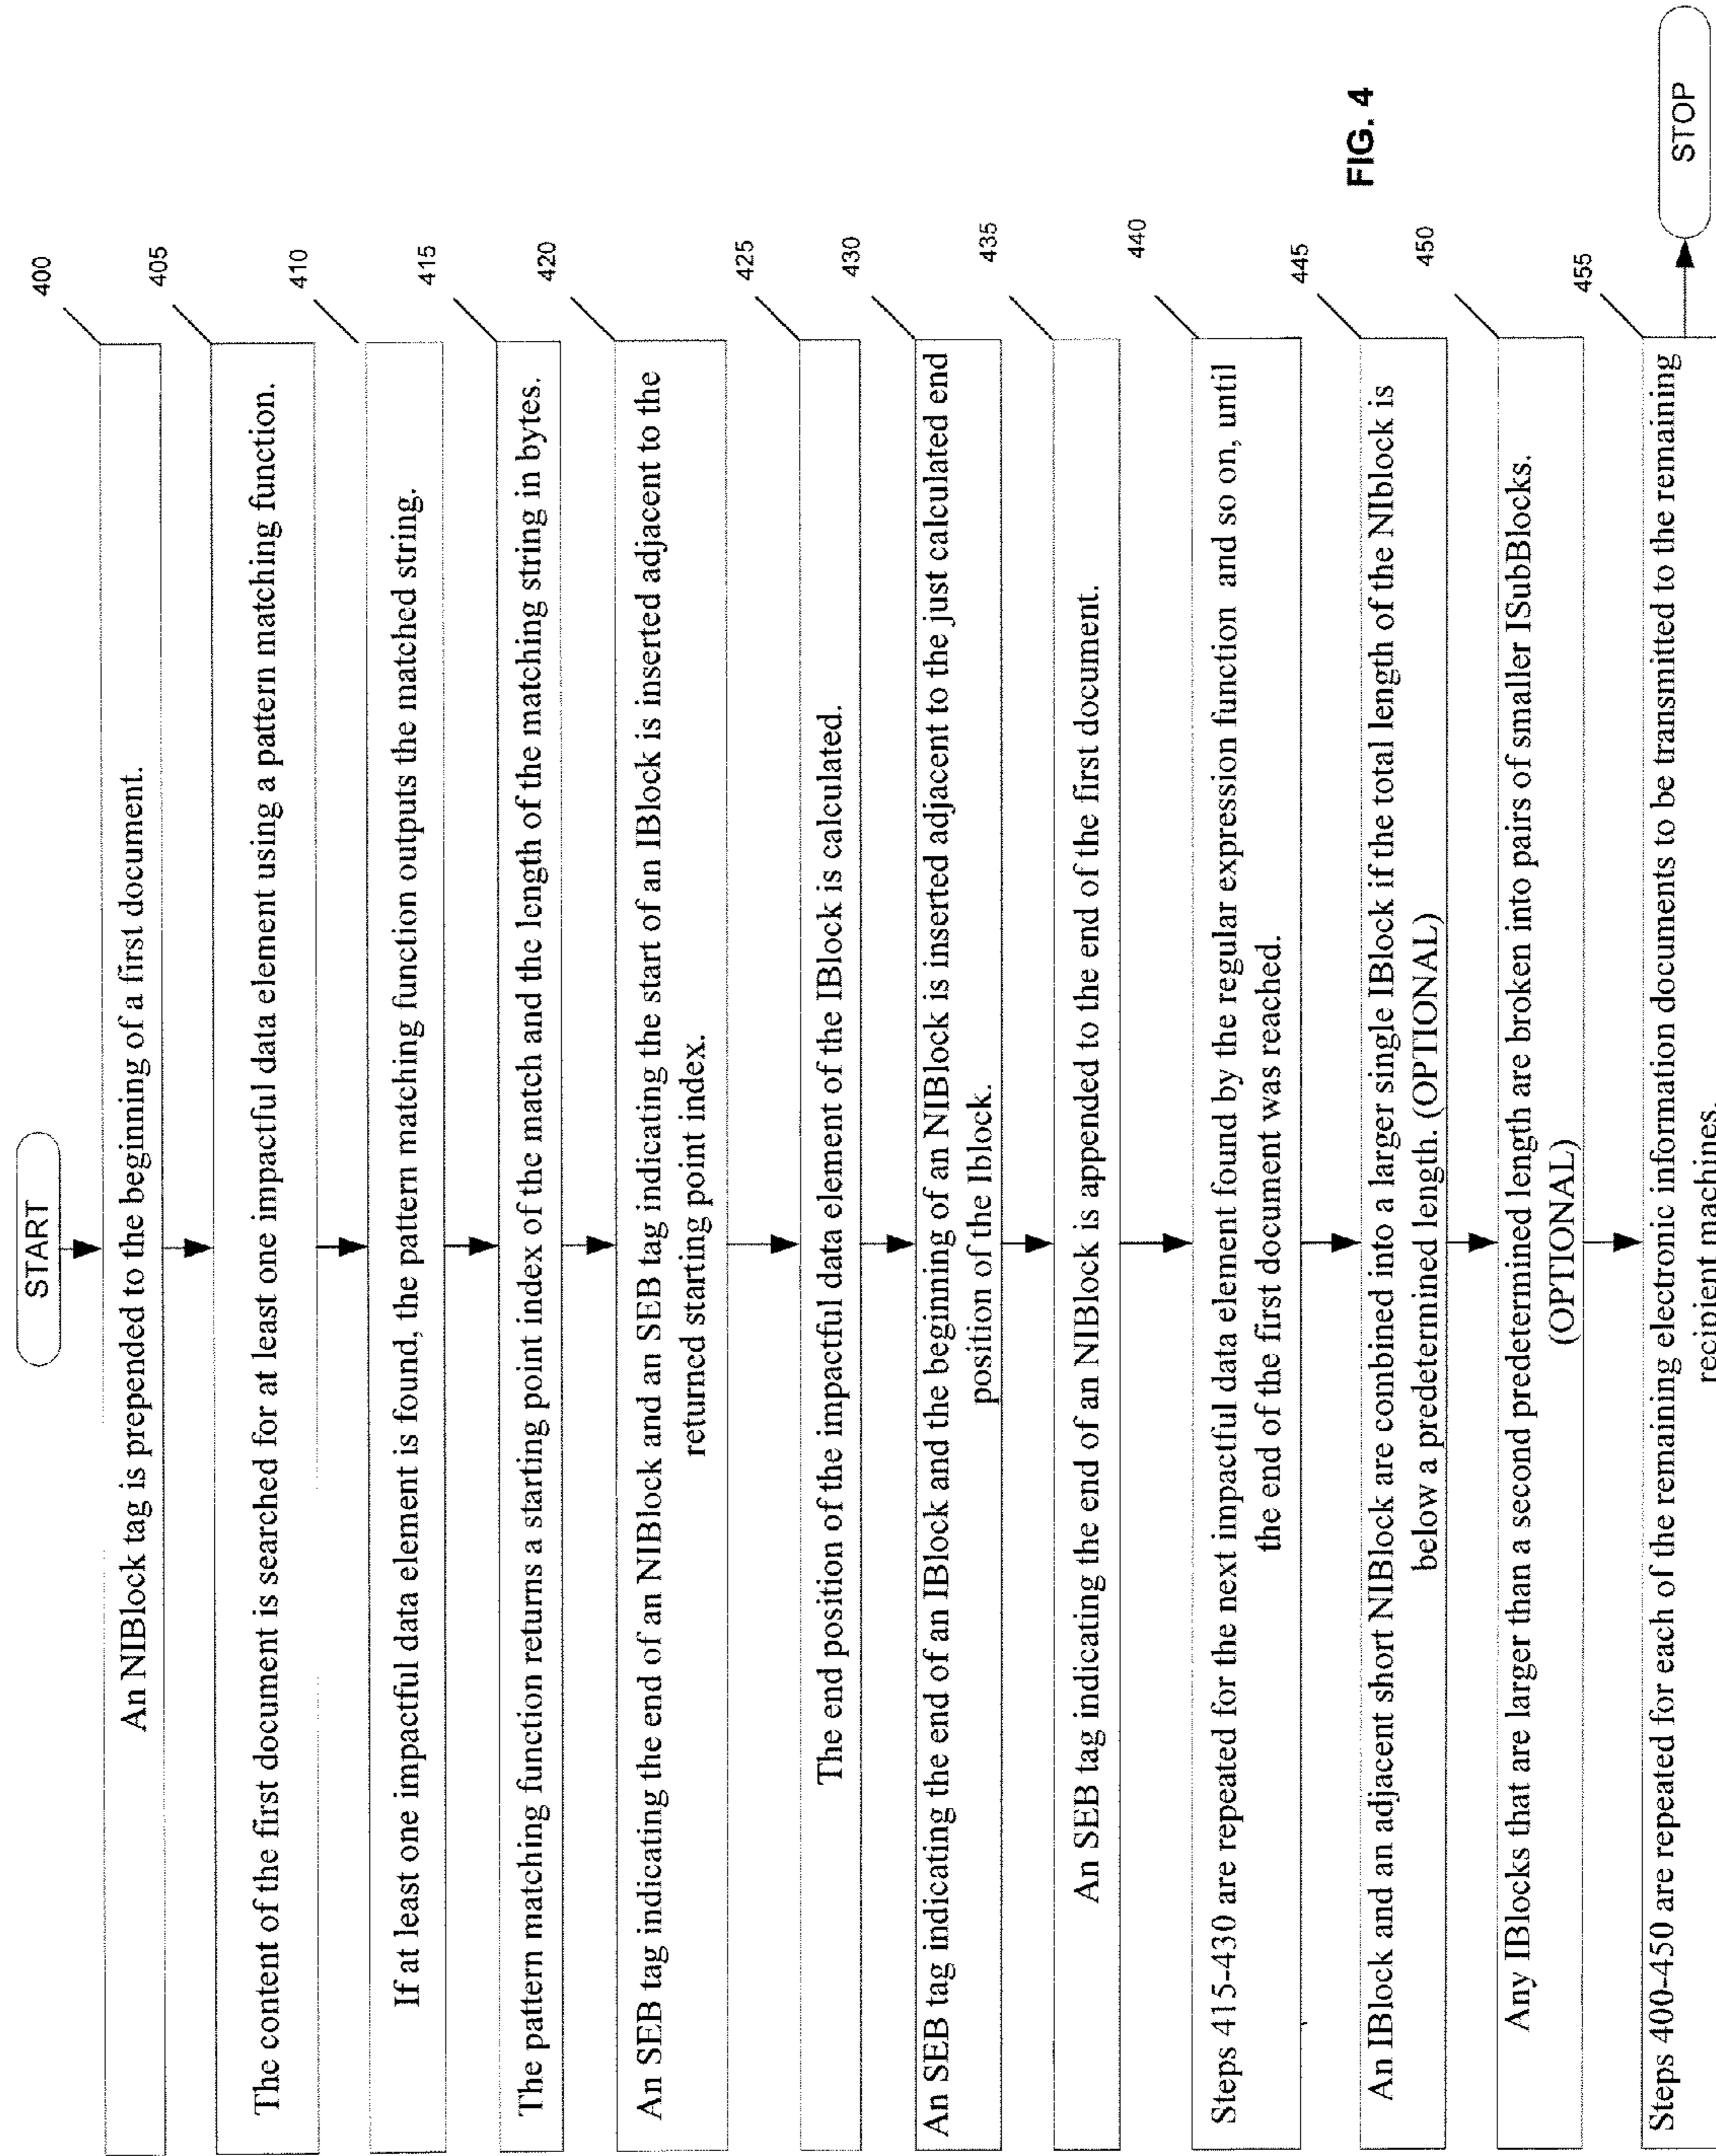 START
400
An NIBlock tag is prepended to the beginning of a first document.
405
The content of the first document is searched for at least one impactful data element using a pattern matching function.
410
If at least one impactful data element is found, the pattern matching function outputs the matched string.
415
The pattern matching function returns a starting point index of the match and the length of the matching string in bytes.
420
An SEB tag indicating the end of an NIBlock and an SEB tag indicating the start of an IBlock is inserted adjacent to the
returned starting point index.
425
The end position of the impactful data element of the IBlock is calculated.
430
An SEB tag indicating the end of an IBlock and the beginning of an NIBlock is inserted adjacent to the just calculated end
position of the Iblock.
435
An SEB tag indicating the end of an NIBlock is appended to the end of the first document.
440
Steps 415-430 are repeated for the next impactful data element found by the regular expression function and so on, until
the end of the first document was reached.
445
An IBlock and an adjacent short NIBlock are combined into a larger single IBlock if the total length of the NIblock is
below a predetermined length. (OPTIONAL)
450
Any IBlocks that are larger than a second predetermined length are broken into pairs of smaller ISubBlocks.
(OPTIONAL)
455
Steps 400-450 are repeated for each of the remaining electronic information documents to be transmitted to the remaining
recipient machines.
STOP
FIG. 4